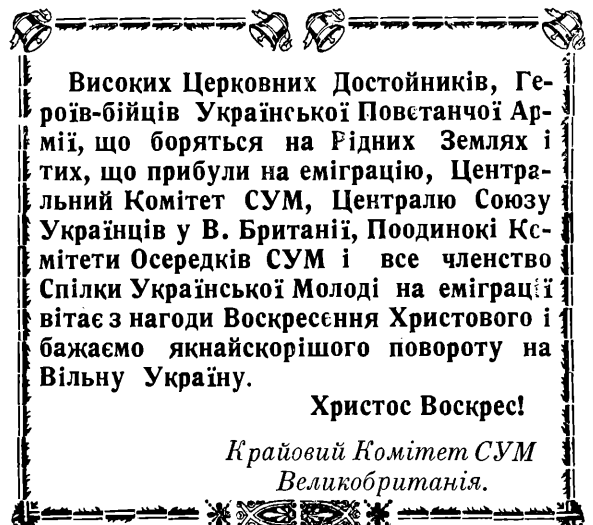 Високих Церковних Достойників, Ге-
роїв-бійців Української Повстанчої Ар-
мії, що боряться на Рідних Землях і
тих, що прибули на еміграцію, Центра-
льний Комітет СУМ, Централю Союзу
Українців у В. Британії, Поодинокі Ко-
мітети Осередків СУМ і все членство
Спілки Української Молоді на еміграції
вітає з нагоди Воскресення Христового і
бажаємо якнайскорішого повороту на
Вільну Україну.
Христос Воскрес!
Крайовий Комітет СУМ
Великобританія.